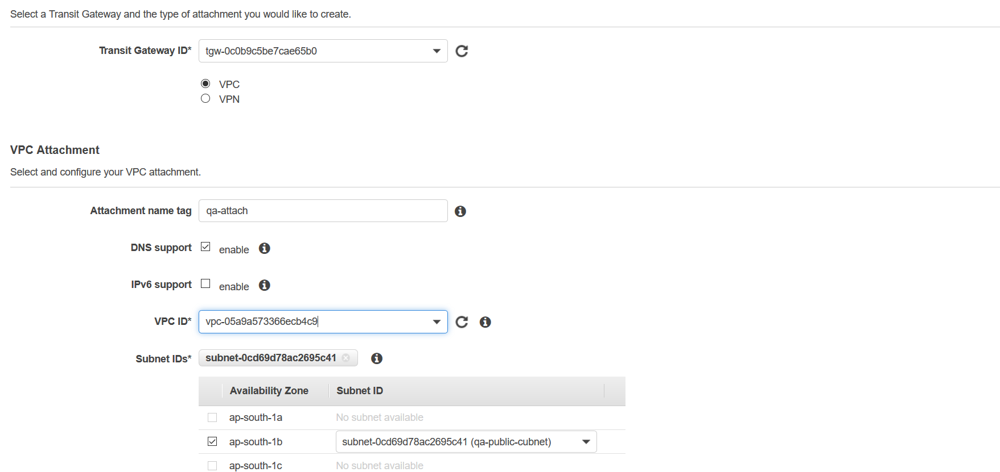 Select a Transit Gateway and the type of attachment you would like to create.
Transit Gateway ID* tgw-0c0b9c5be7cae65b0
VPC
VPN
VPC Attachment
Select and configure your VPC attachment.
Attachment name tag qa-attach
DNS support enable
IPv6 support enable
VPC ID* vpc-05a9a573366ecb4c9
Subnet IDs* subnet-0cd69d78ac2695c41
Availability Zone Subnet ID
ap-south-1a No subnet available
ap-south-1b subnet-0cd69d78ac2695c41 (qa-public-cubnet)
ap-south-1c No subnet available